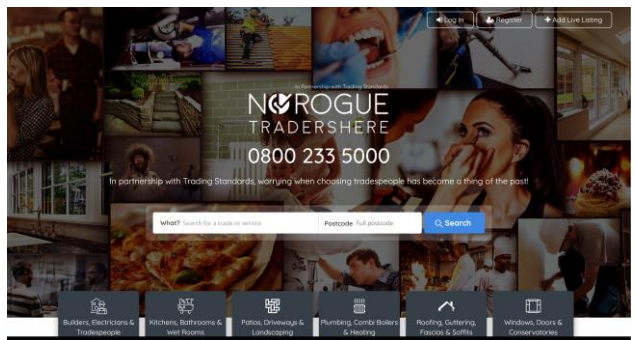 Log In
Register
Add Live Listing
In Partnership with Trading Standards
NOROGUE
TRADERSHERE
0800 233 5000
In partnership with Trading Standards, worrying when choosing tradespeople has become a thing of the past!
What? Search for a trade or service
Postcode Full postcode
Search
Builders, Electricians &
Tradespeople
Kitchens, Bathrooms &
Wet Rooms
Patios, Driveways &
Landscaping
Plumbing, Combi Boilers
& Heating
Roofing, Guttering,
Fascias & Soffits
Windows, Doors &
Conservatories